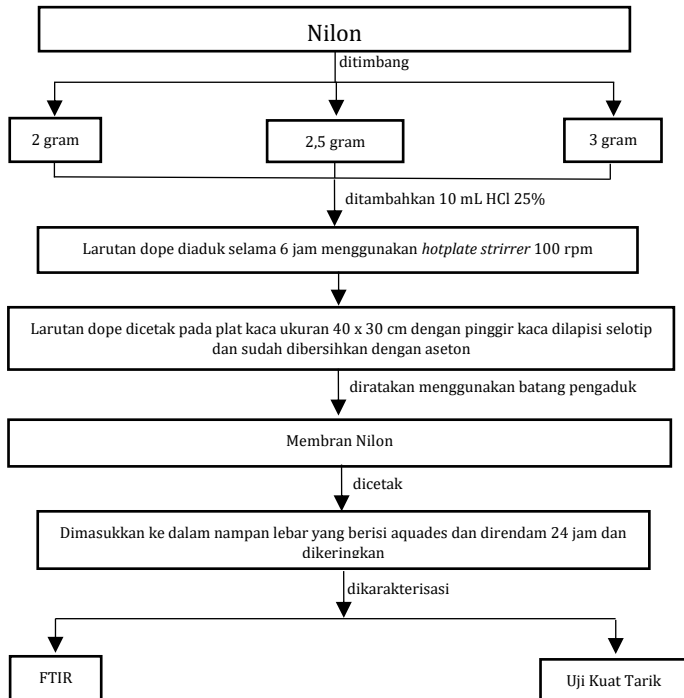 Nilon
ditimbang
2 gram
2,5 gram
3 gram
ditambahkan 10 mL HCl 25%
Larutan dope diaduk selama 6 jam menggunakan hotplate strirrer 100 rpm
Larutan dope dicetak pada plat kaca ukuran 40 x 30 cm dengan pinggir kaca dilapisi selotip
dan sudah dibersihkan dengan aseton
diratakan menggunakan batang pengaduk
Membran Nilon
dicetak
Dimasukkan ke dalam nampan lebar yang berisi aquades dan direndam 24 jam dan
dikeringkan
dikarakterisasi
FTIR
Uji Kuat Tarik